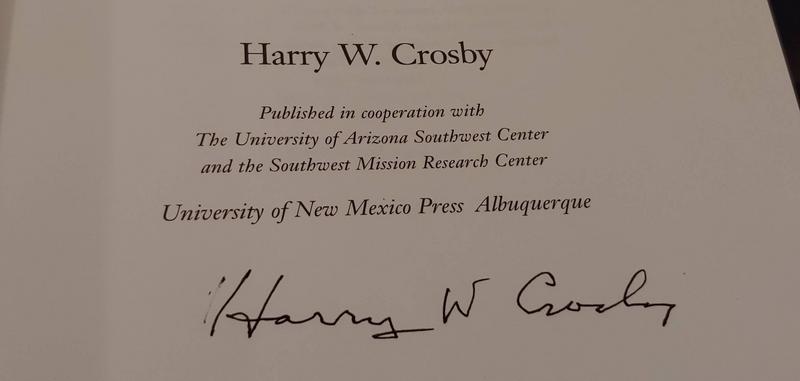 Harry W. Crosby
Published in cooperation with
The University of Arizona Southwest Center
and the Southwest Mission Research Center
University of New Mexico Press Albuquerque
Harry W Crosby